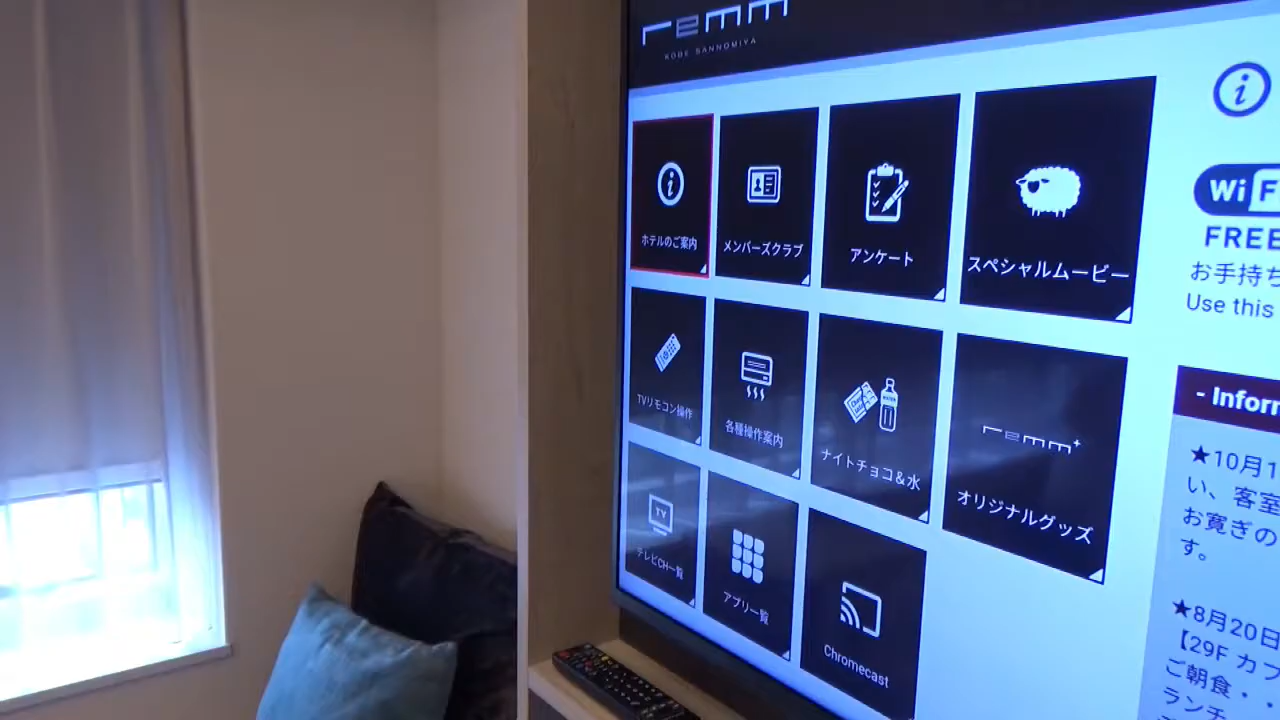 remm
KOBE SANNOMIYA
ホテルのご案内
メンバーズクラブ
アンケート
スペシャルムービー
TVリモコン操作
各種操作案内
ナイトチョコ&水
remm+
オリジナルグッズ
TV
テレビCH一覧
アプリ一覧
Chromecast
i
WiFi
FREE
お手持ち
Use this
- Inform
★10月1
い、客室
お寛ぎの
す。
★8月20日
【29F カフ
ご朝食・・
ランチ